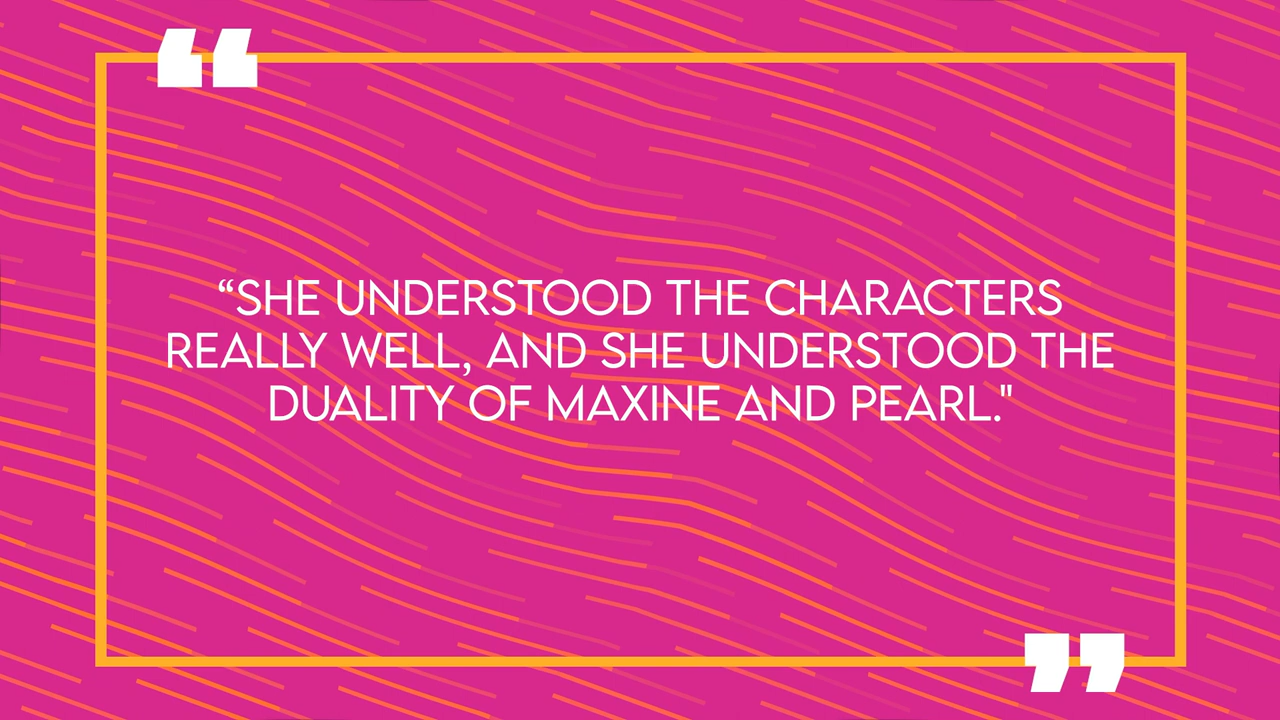 “SHE UNDERSTOOD THE CHARACTERS
REALLY WELL, AND SHE UNDERSTOOD THE
DUALITY OF MAXINE AND PEARL."